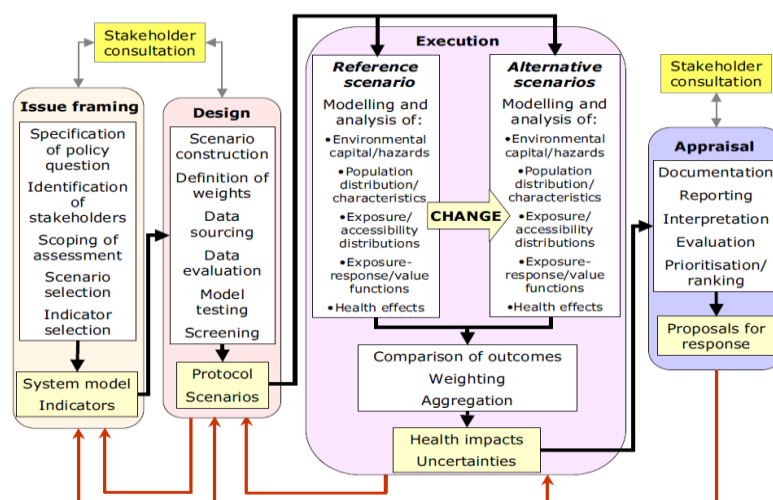 Stakeholder
consultation
Issue framing
Specification
of policy
question
Identification
of
stakeholders
Scoping of
assessment
Scenario
selection
Indicator
selection
System model
Indicators
Design
Scenario
construction
Definition of
weights
Data
sourcing
Data
evaluation
Model
testing
Screening
Protocol
Scenarios
Execution
Reference
scenario
Modelling and
analysis of:
•Environmental
capital/hazards
•Population
distribution/
characteristics
•Exposure/
accessibility
distributions
•Exposure-
response/value
functions
•Health effects
CHANGE
Alternative
scenarios
Modelling and
analysis of:
•Environmental
capital/hazards
•Population
distribution/
characteristics
•Exposure/
accessibility
distributions
•Exposure-
response/value
functions
•Health effects
Comparison of outcomes
Weighting
Aggregation
Health impacts
Uncertainties
Stakeholder
consultation
Appraisal
Documentation
Reporting
Interpretation
Evaluation
Prioritisation/
ranking
Proposals for
response